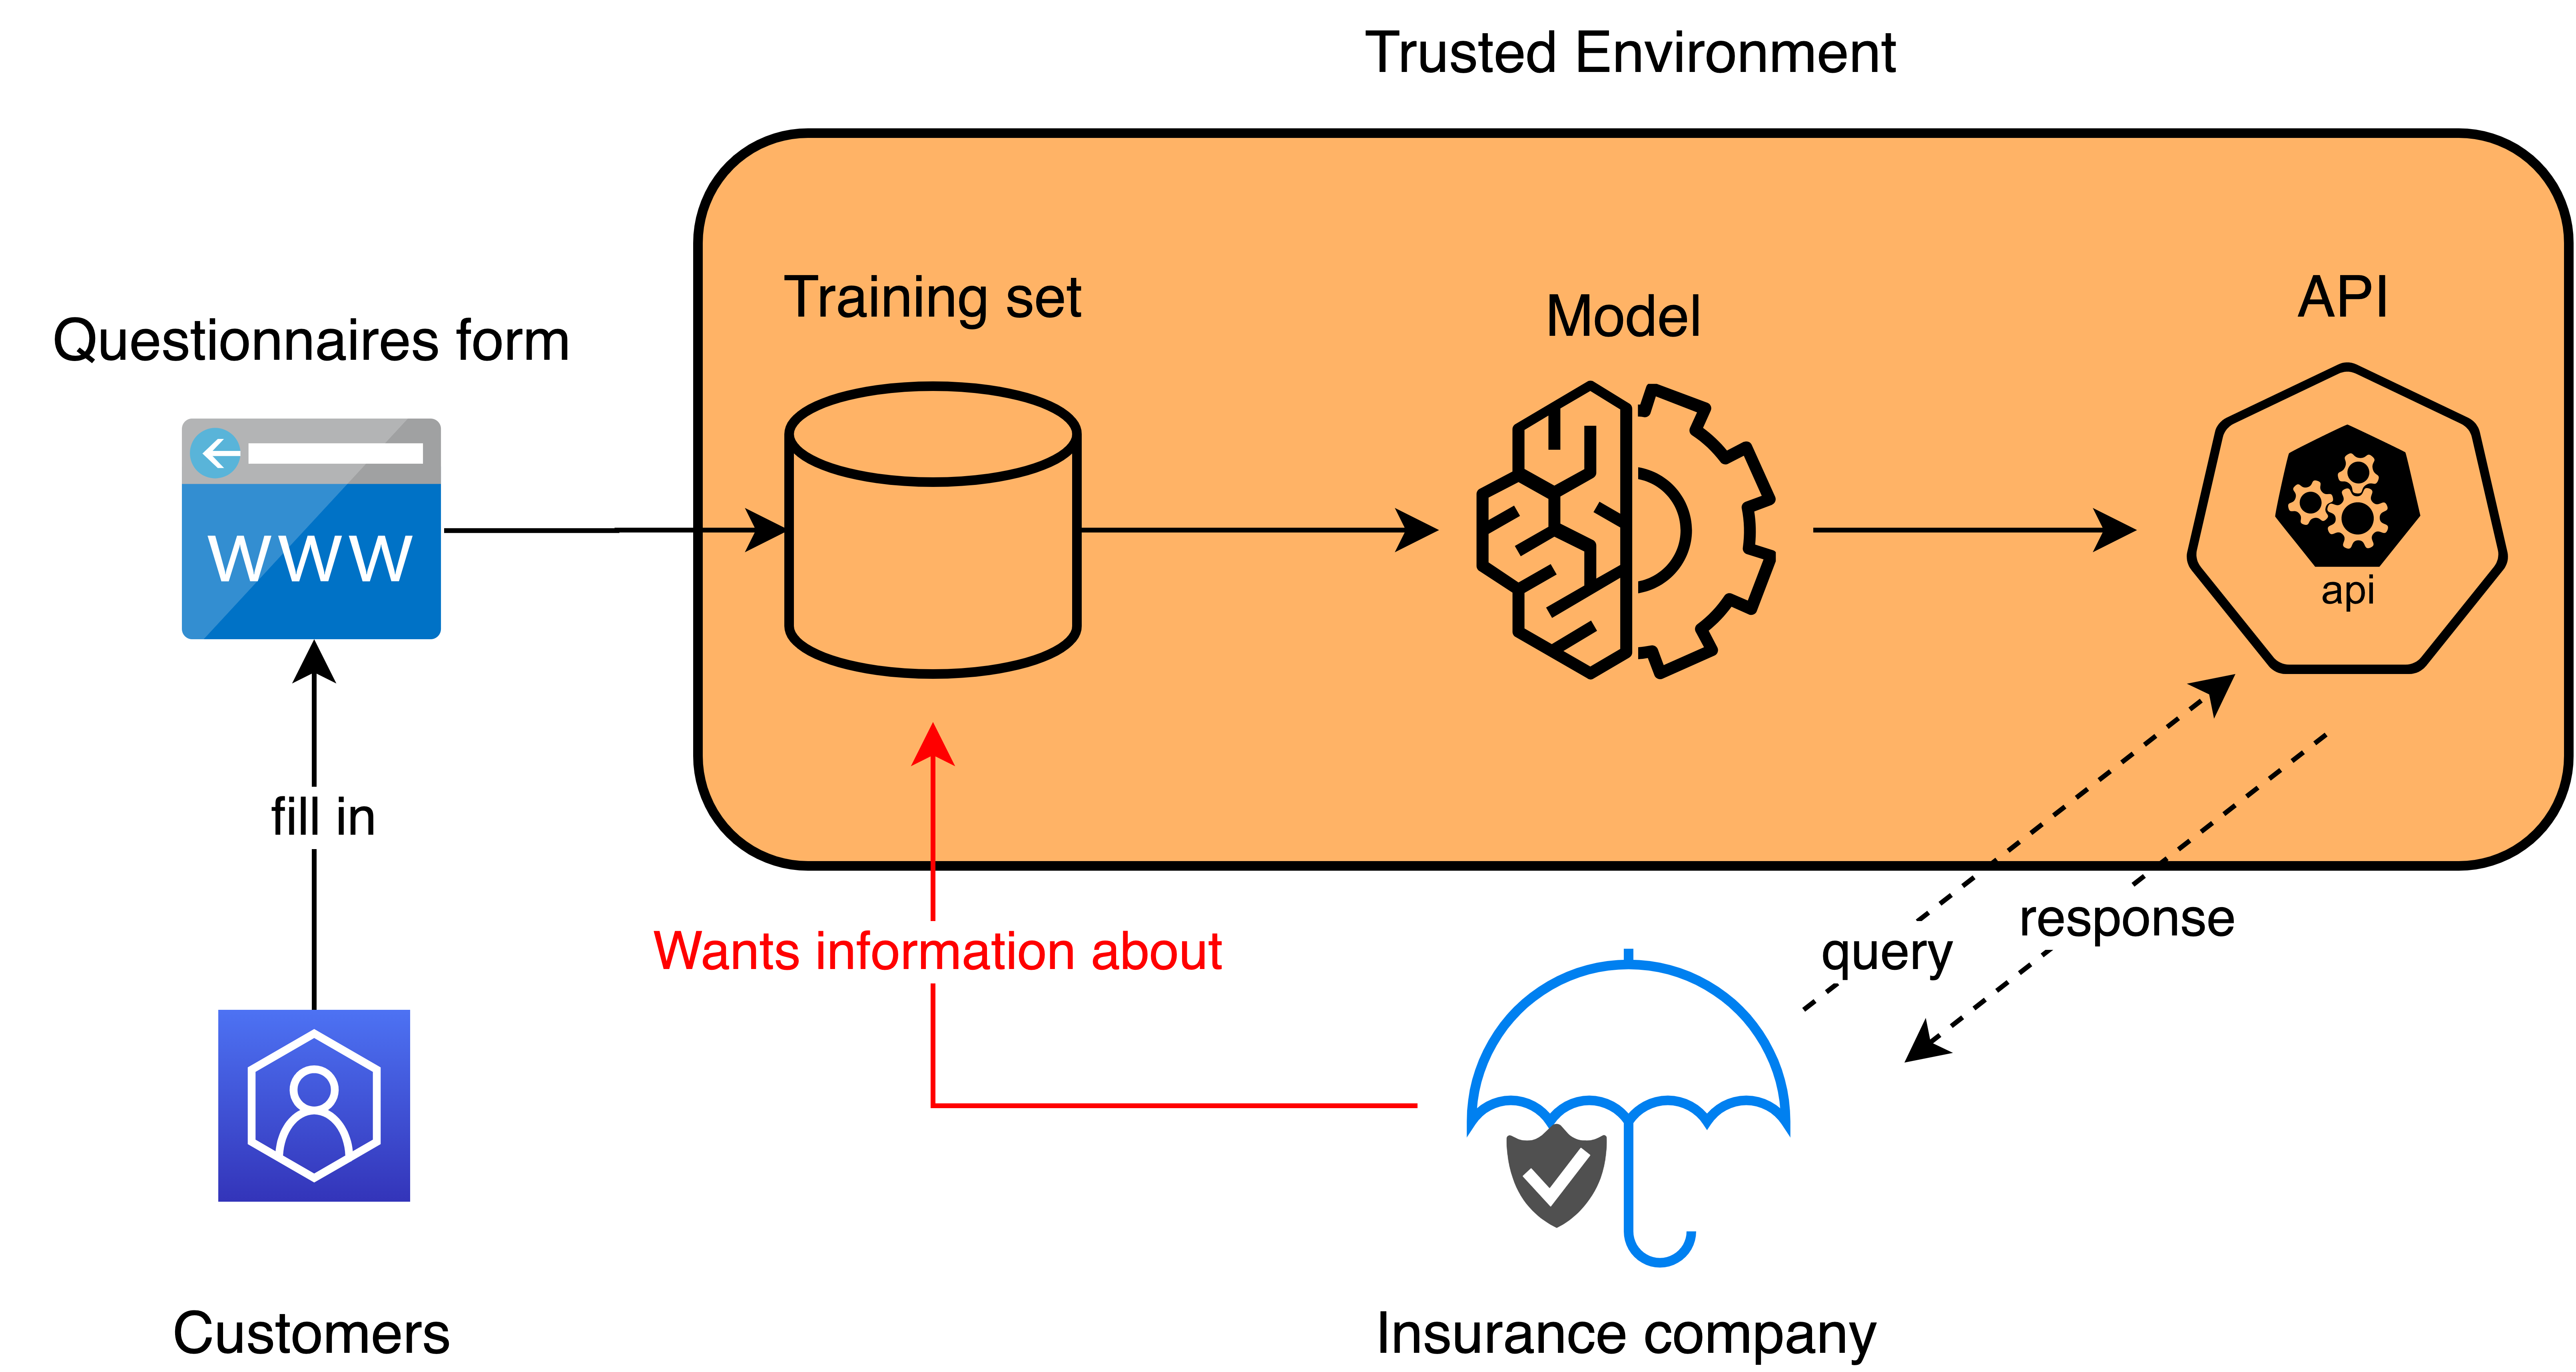 Trusted Environment
Training set
Model
API
Questionnaires form
WWW
api
fill in
Wants information about
query
response
Customers
Insurance company